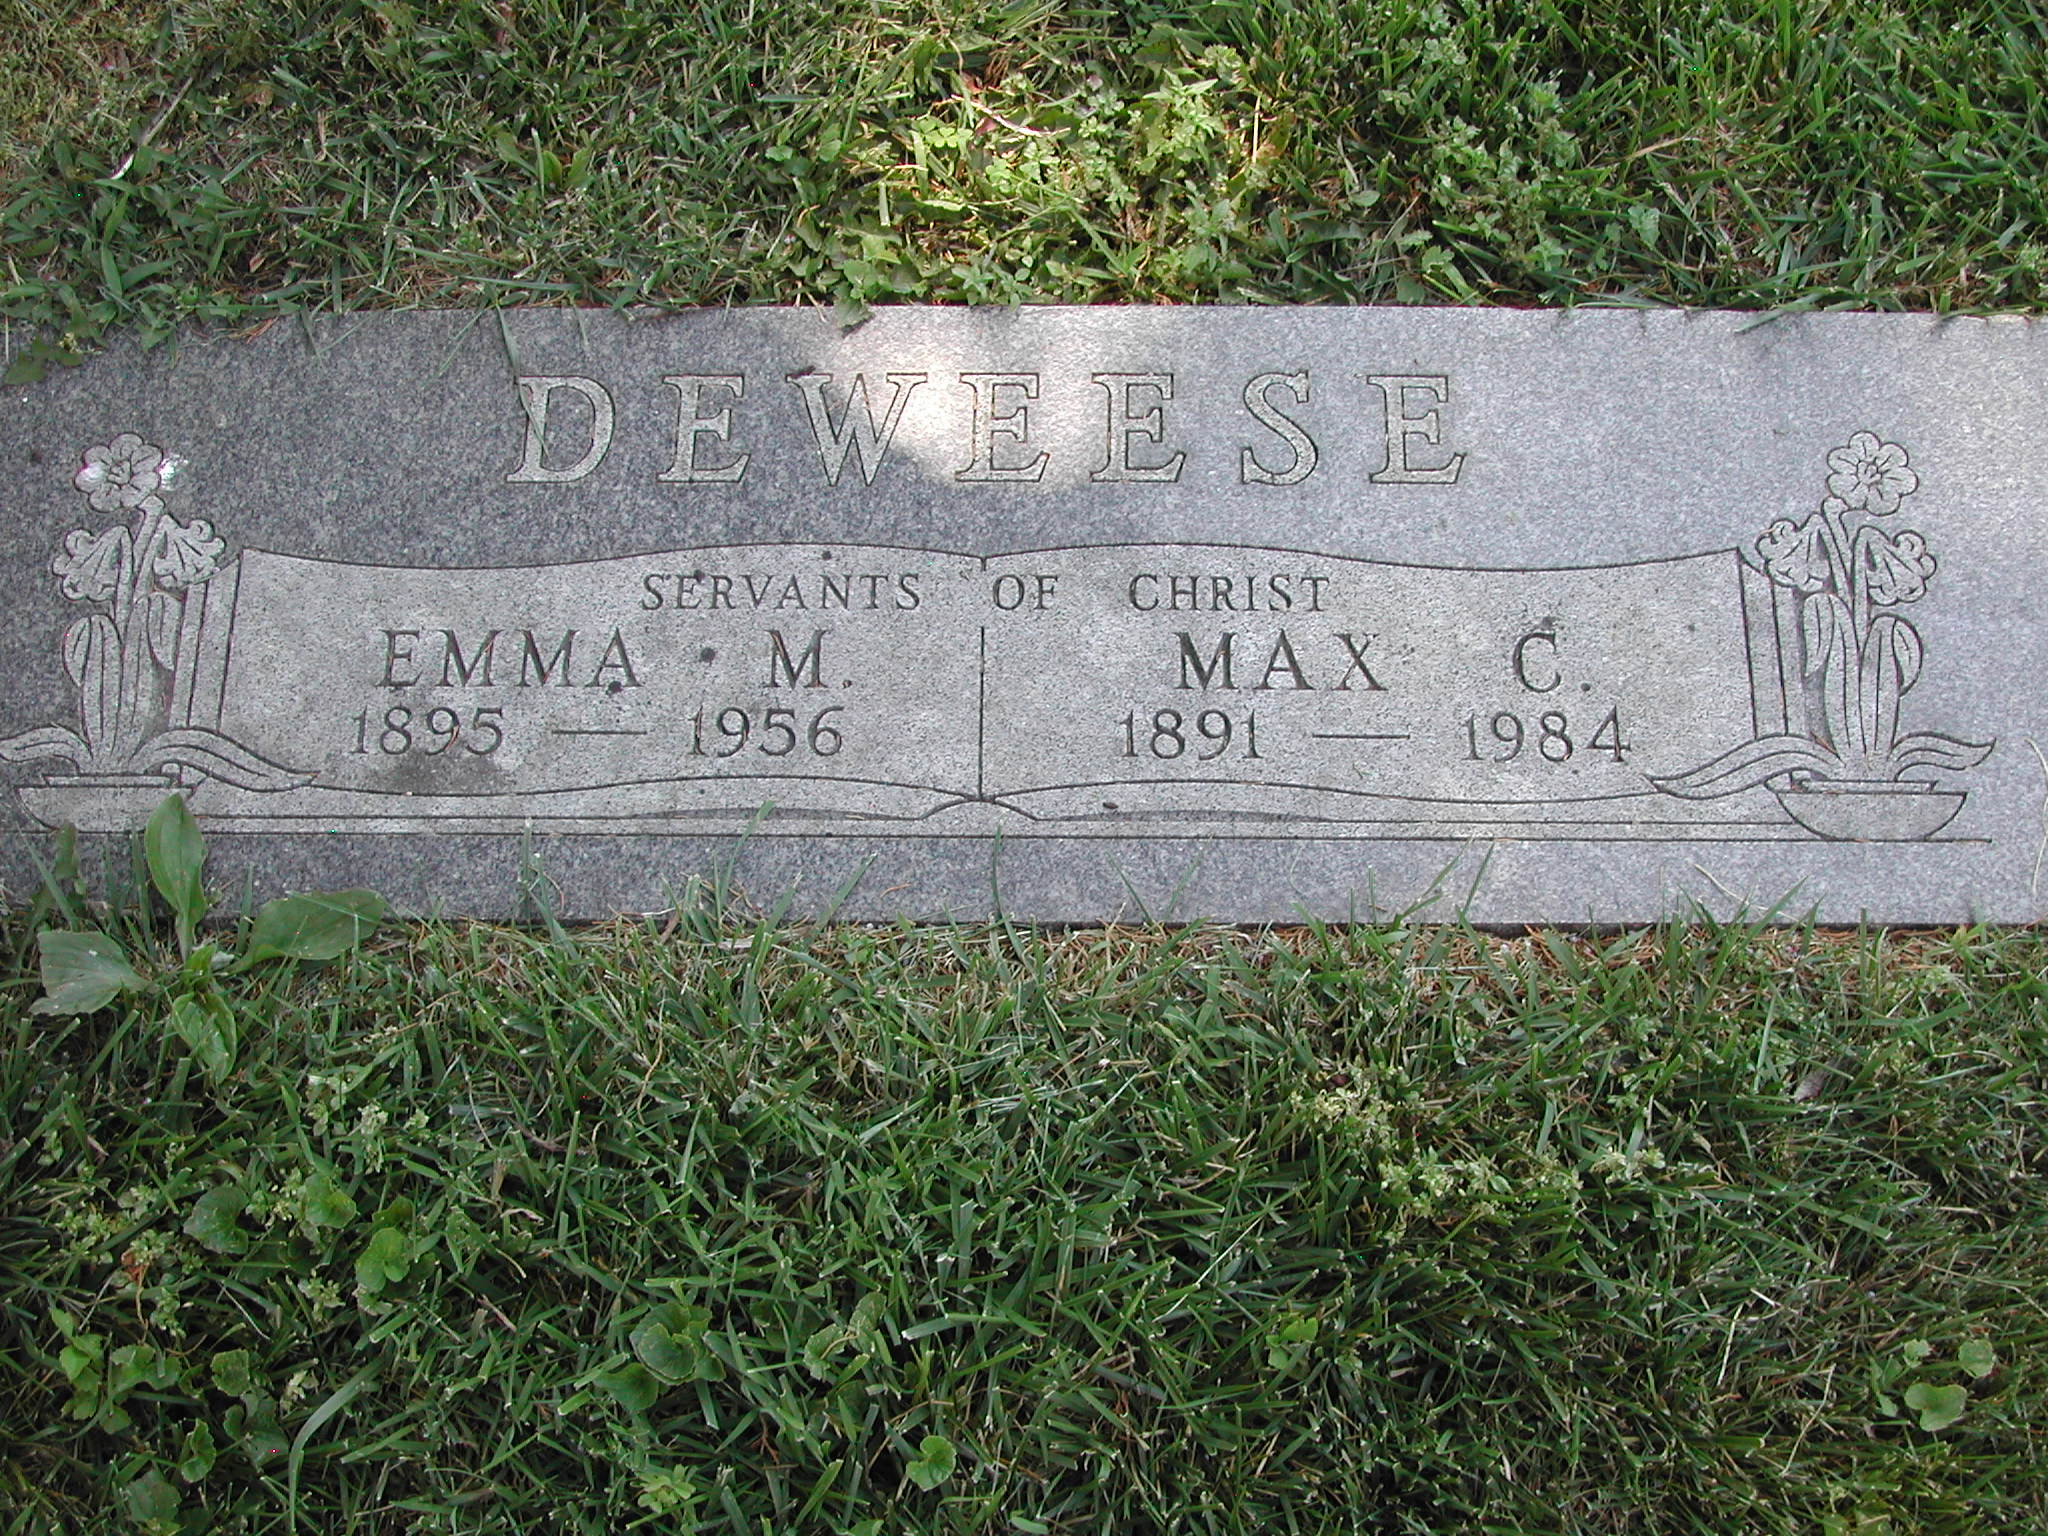 DEWEESE
SERVANTS OF CHRIST
EMMA M. MAX C.
1895 — 1956 1891 — 1984